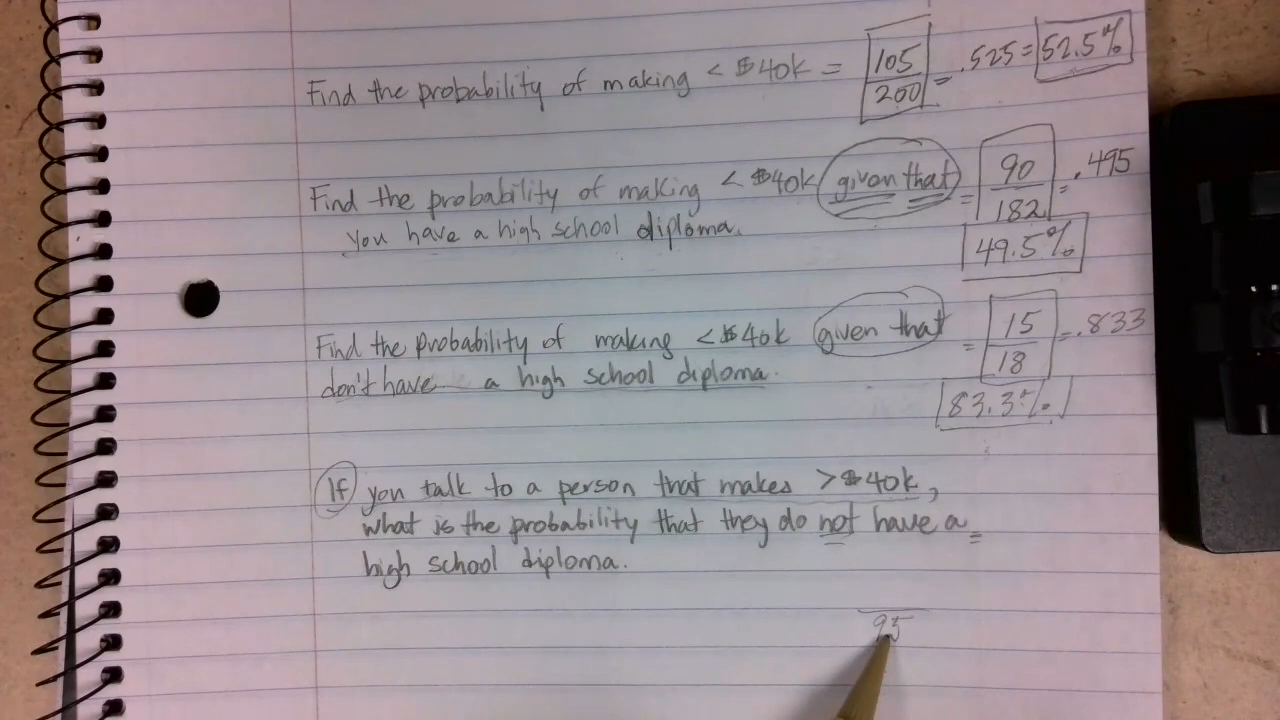 Find the probability of making < $40k = 105/200 = .525 = 52.5%
Find the probability of making < $40k given that = 90/182 = .495
you have a high school diploma. 49.5%
Find the probability of making < $40k given that = 15/18 = .833
don't have a high school diploma. 83.3%
If you talk to a person that makes > $40k,
what is the probability that they do not have a =
high school diploma.
95